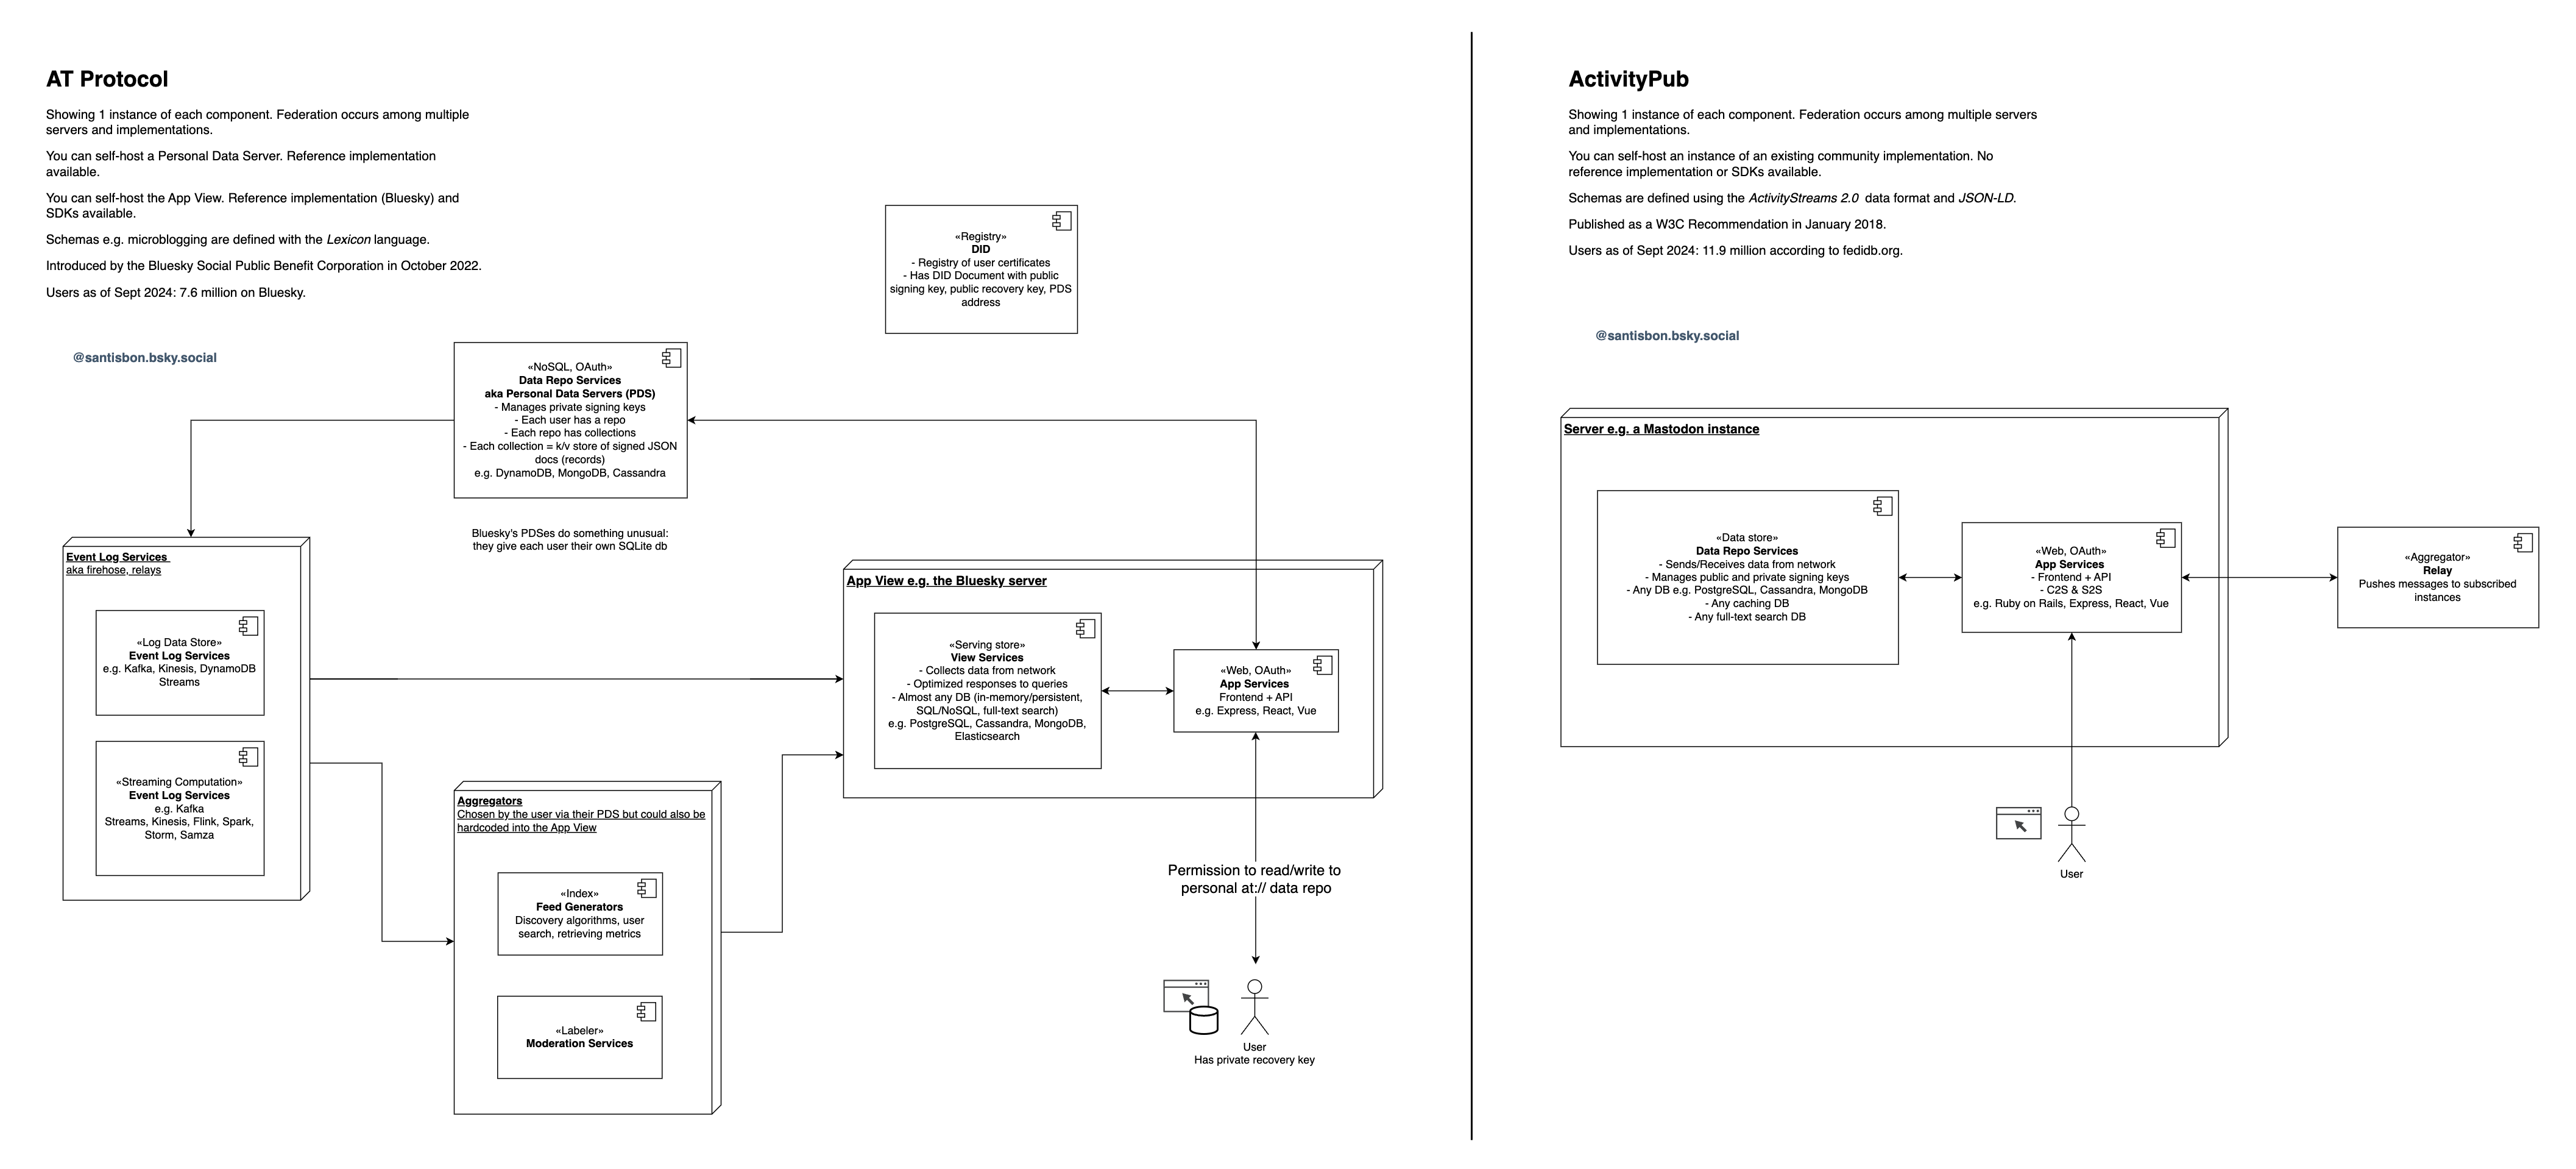 AT Protocol
Showing 1 instance of each component. Federation occurs among multiple
servers and implementations.
You can self-host a Personal Data Server. Reference implementation
available.
You can self-host the App View. Reference implementation (Bluesky) and
SDKs available.
Schemas e.g. microblogging are defined with the Lexicon language.
Introduced by the Bluesky Social Public Benefit Corporation in October 2022.
Users as of Sept 2024: 7.6 million on Bluesky.
@santisbon.bsky.social
«Registry»
DID
- Registry of user certificates
- Has DID Document with public
signing key, public recovery key, PDS
address
«NoSQL, OAuth»
Data Repo Services
aka Personal Data Servers (PDS)
- Manages private signing keys
- Each user has a repo
- Each repo has collections
- Each collection = k/v store of signed JSON
docs (records)
e.g. DynamoDB, MongoDB, Cassandra
Bluesky's PDSes do something unusual:
they give each user their own SQLite db
Event Log Services
aka firehose, relays
«Log Data Store»
Event Log Services
e.g. Kafka, Kinesis, DynamoDB
Streams
«Streaming Computation»
Event Log Services
e.g. Kafka
Streams, Kinesis, Flink, Spark,
Storm, Samza
Aggregators
Chosen by the user via their PDS but could also be
hardcoded into the App View
«Index»
Feed Generators
Discovery algorithms, user
search, retrieving metrics
«Labeler»
Moderation Services
App View e.g. the Bluesky server
«Serving store»
View Services
- Collects data from network
- Optimized responses to queries
- Almost any DB (in-memory/persistent,
SQL/NoSQL, full-text search)
e.g. PostgreSQL, Cassandra, MongoDB,
Elasticsearch
«Web, OAuth»
App Services
Frontend + API
e.g. Express, React, Vue
Permission to read/write to
personal at:// data repo
User
Has private recovery key
ActivityPub
Showing 1 instance of each component. Federation occurs among multiple servers
and implementations.
You can self-host an instance of an existing community implementation. No
reference implementation or SDKs available.
Schemas are defined using the ActivityStreams 2.0 data format and JSON-LD.
Published as a W3C Recommendation in January 2018.
Users as of Sept 2024: 11.9 million according to fedidb.org.
@santisbon.bsky.social
Server e.g. a Mastodon instance
«Data store»
Data Repo Services
- Sends/Receives data from network
- Manages public and private signing keys
- Any DB e.g. PostgreSQL, Cassandra, MongoDB
- Any caching DB
- Any full-text search DB
«Web, OAuth»
App Services
- Frontend + API
- C2S & S2S
e.g. Ruby on Rails, Express, React, Vue
«Aggregator»
Relay
Pushes messages to subscribed
instances
User